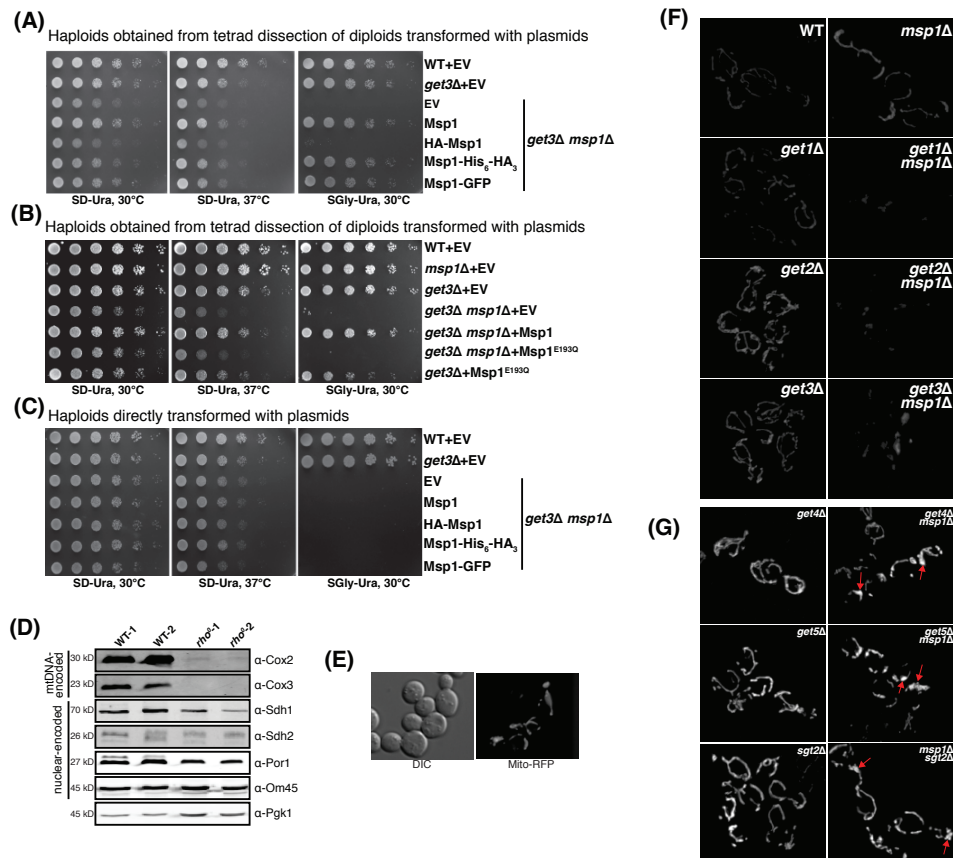 (A)
Haploids obtained from tetrad dissection of diploids transformed with plasmids
WT+EV
get3Δ+EV
EV
Msp1
HA-Msp1
Msp1-His6-HA3
Msp1-GFP
get3Δ msp1Δ
SD-Ura, 30°C
SD-Ura, 37°C
SGly-Ura, 30°C
(B)
Haploids obtained from tetrad dissection of diploids transformed with plasmids
WT+EV
msp1Δ+EV
get3Δ+EV
get3Δ msp1Δ+EV
get3Δ msp1Δ+Msp1
get3Δ msp1Δ+Msp1E193Q
get3Δ+Msp1E193Q
SD-Ura, 30°C
SD-Ura, 37°C
SGly-Ura, 30°C
(C)
Haploids directly transformed with plasmids
WT+EV
get3Δ+EV
EV
Msp1
HA-Msp1
Msp1-His6-HA3
Msp1-GFP
get3Δ msp1Δ
SD-Ura, 30°C
SD-Ura, 37°C
SGly-Ura, 30°C
(D)
WT-1
WT-2
rho0-1
rho0-2
mtDNA-encoded
nuclear-encoded
30 kD
α-Cox2
23 kD
α-Cox3
70 kD
α-Sdh1
26 kD
α-Sdh2
27 kD
α-Por1
45 kD
α-Om45
45 kD
α-Pgk1
(E)
DIC
Mito-RFP
(F)
WT
msp1Δ
get1Δ
get1Δ
msp1Δ
get2Δ
get2Δ
msp1Δ
get3Δ
get3Δ
msp1Δ
(G)
get4Δ
get4Δ
msp1Δ
get5Δ
get5Δ
msp1Δ
sgt2Δ
msp1Δ
sgt2Δ